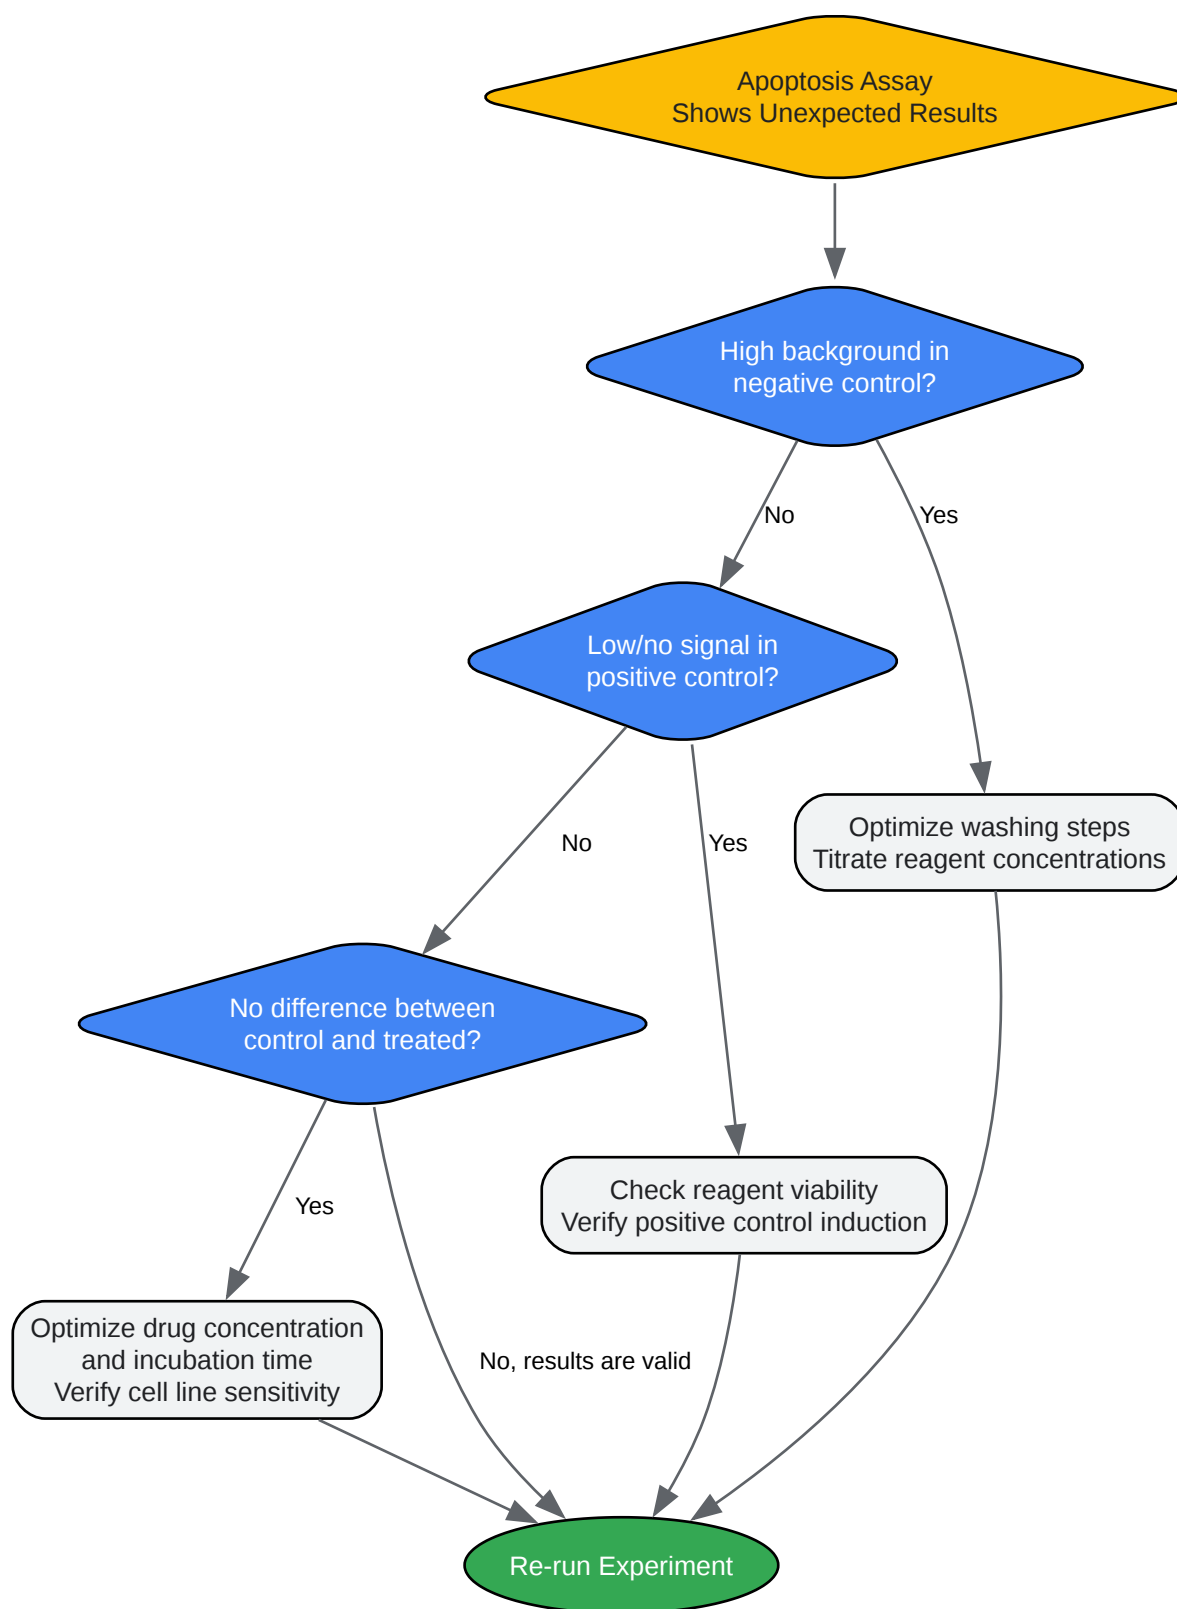 Apoptosis Assay
Shows Unexpected Results
High background in
negative control?
No
Yes
Low/no signal in
positive control?
Optimize washing steps
Titrate reagent concentrations
No
Yes
No difference between
control and treated?
Check reagent viability
Verify positive control induction
Yes
Optimize drug concentration
and incubation time
Verify cell line sensitivity
No, results are valid
Re-run Experiment